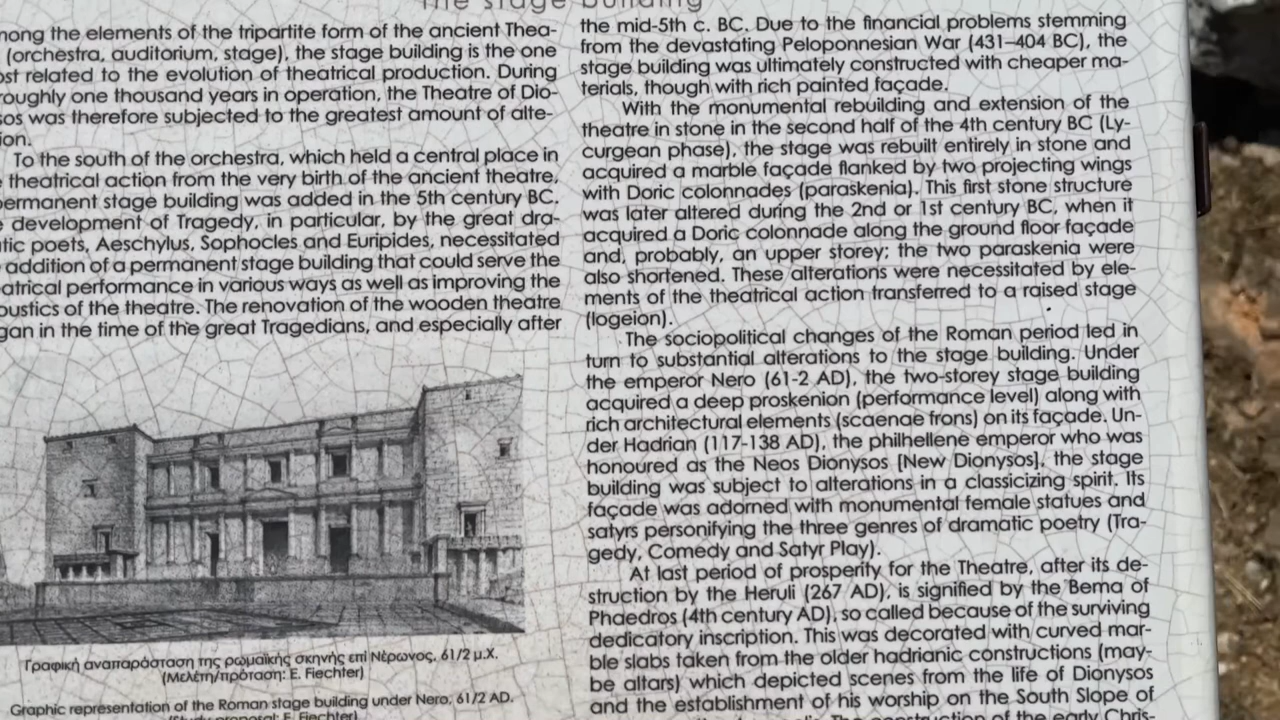 The stage building
mong the elements of the tripartite form of the ancient Thea-
(orchestra, auditorium, stage), the stage building is the one
ost related to the evolution of theatrical production. During
roughly one thousand years in operation, the Theatre of Dio-
sos was therefore subjected to the greatest amount of alte-
ion.
To the south of the orchestra, which held a central place in
theatrical action from the very birth of the ancient theatre,
permanent stage building was added in the 5th century BC.
e development of Tragedy, in particular, by the great dra-
tic poets, Aeschylus, Sophocles and Euripides, necessitated
addition of a permanent stage building that could serve the
atrical performance in various ways as well as improving the
oustics of the theatre. The renovation of the wooden theatre
gan in the time of the great Tragedians, and especially after
Γραφική αναπαράσταση της ρωμαϊκής σκηνής επί Νέρωνος, 61/2 μ.Χ.
(Μελέτη/πρόταση: E. Fiechter)
Graphic representation of the Roman stage building under Nero, 61/2 AD.
(Study proposal: E. Fiechter)
the mid-5th c. BC. Due to the financial problems stemming
from the devastating Peloponnesian War (431–404 BC), the
stage building was ultimately constructed with cheaper ma-
terials, though with rich painted façade.
With the monumental rebuilding and extension of the
theatre in stone in the second half of the 4th century BC (Ly-
curgean phase), the stage was rebuilt entirely in stone and
acquired a marble façade flanked by two projecting wings
with Doric colonnades (paraskenia). This first stone structure
was later altered during the 2nd or 1st century BC, when it
acquired a Doric colonnade along the ground floor façade
and, probably, an upper storey; the two paraskenia were
also shortened. These alterations were necessitated by ele-
ments of the theatrical action transferred to a raised stage
(logeion).
The sociopolitical changes of the Roman period led in
turn to substantial alterations to the stage building. Under
the emperor Nero (61-2 AD), the two-storey stage building
acquired a deep proskenion (performance level) along with
rich architectural elements (scaenae frons) on its façade. Un-
der Hadrian (117-138 AD), the philhellene emperor who was
honoured as the Neos Dionysos [New Dionysos], the stage
building was subject to alterations in a classicizing spirit. Its
façade was adorned with monumental female statues and
satyrs personifying the three genres of dramatic poetry (Tra-
gedy, Comedy and Satyr Play).
At last period of prosperity for the Theatre, after its de-
struction by the Heruli (267 AD), is signified by the Bema of
Phaedros (4th century AD), so called because of the surviving
dedicatory inscription. This was decorated with curved mar-
ble slabs taken from the older hadrianic constructions (may-
be altars) which depicted scenes from the life of Dionysos
and the establishment of his worship on the South Slope of
The construction of the early Chris-